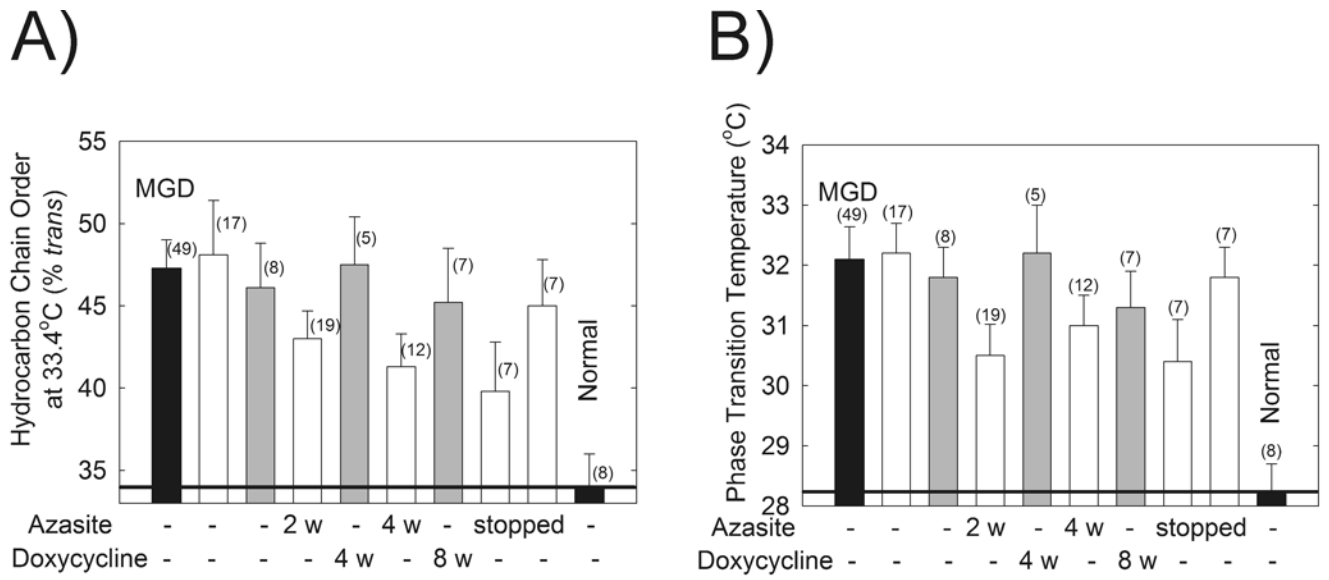 A)
Hydrocarbon Chain Order
at 33.4°C (% trans)
55
50
45
40
35
MGD
(49)
(17)
(8)
(19)
(5)
(12)
(7)
(7)
(7)
(8)
Normal
Azasite - - - 2 w - 4 w - stopped -
Doxycycline - - - - 4 w - 8 w - - -
B)
Phase Transition Temperature (°C)
34
33
32
31
30
29
28
MGD
(49)
(17)
(8)
(19)
(5)
(12)
(7)
(7)
(7)
(8)
Normal
Azasite - - - 2 w - 4 w - stopped -
Doxycycline - - - - 4 w - 8 w - - -